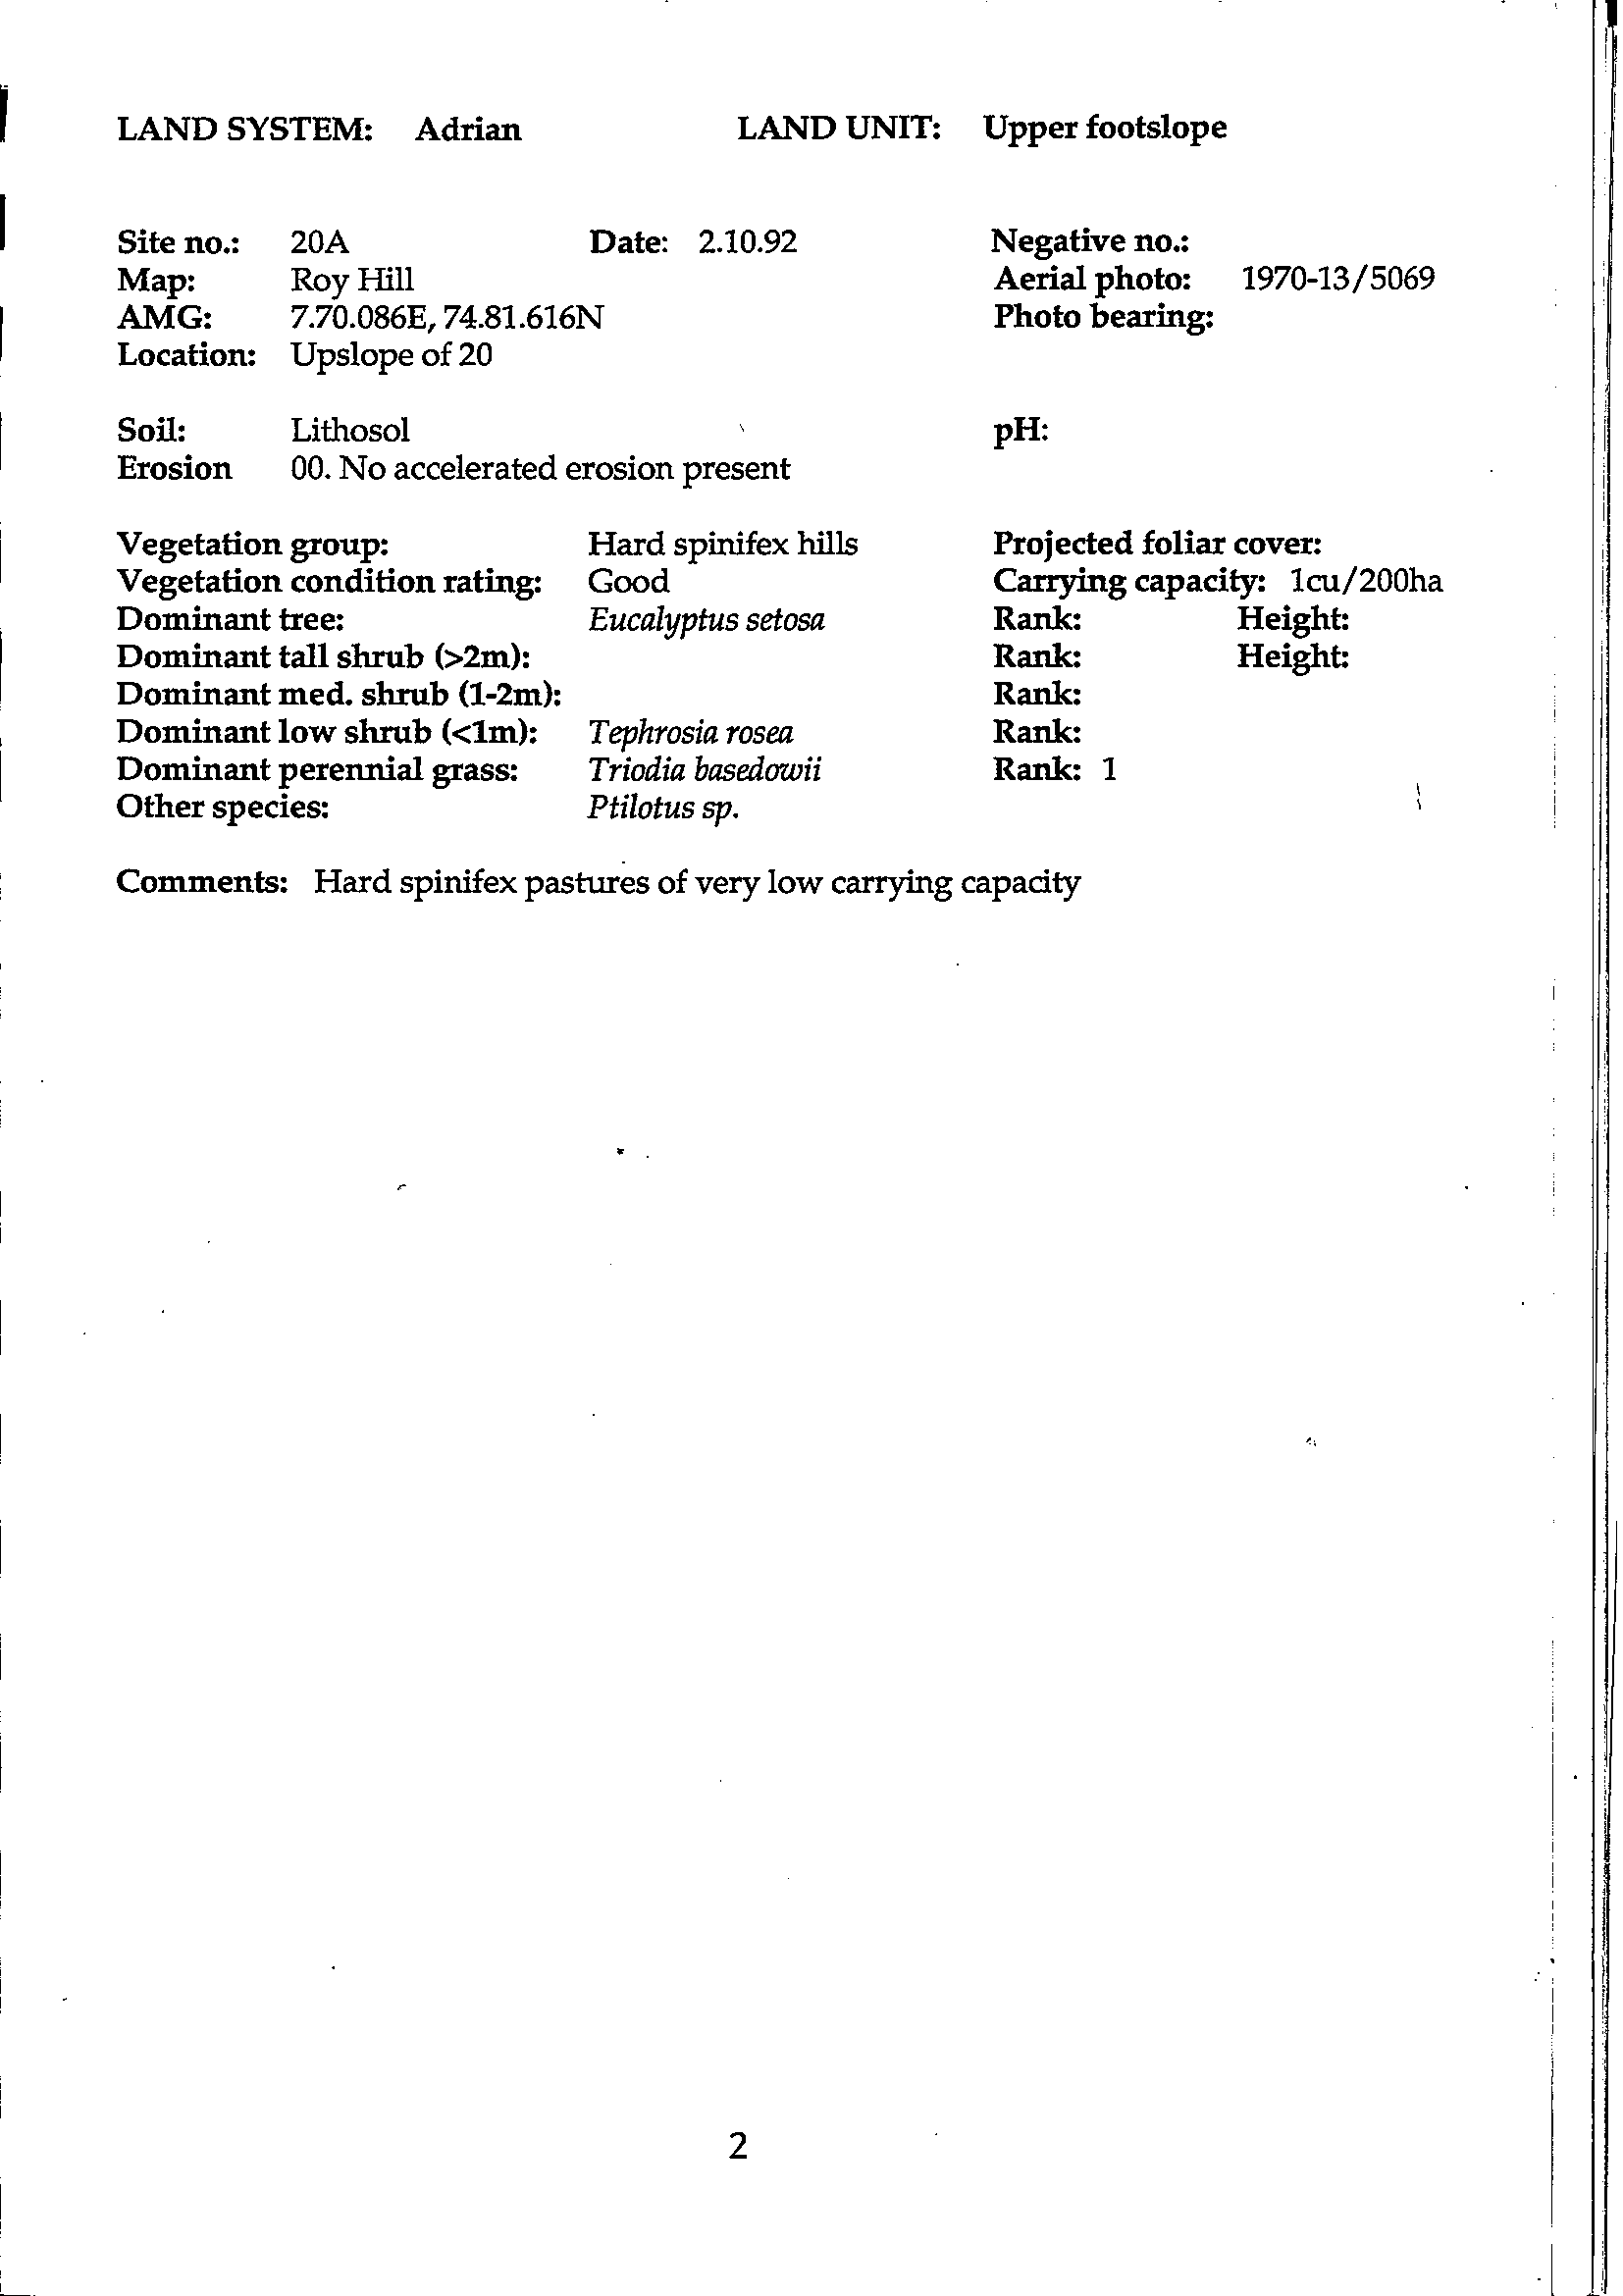 LAND SYSTEM: Adrian LAND UNIT: Upper footslope
Site no.: 20A Date: 2.10.92 Negative no.:
Map: Roy Hill Aerial photo: 1970-13/5069
AMG: 7.70.086E, 74.81.616N Photo bearing:
Location: Upslope of 20
Soil: Lithosol pH:
Erosion 00. No accelerated erosion present
Vegetation group: Hard spinifex hills Projected foliar cover:
Vegetation condition rating: Good Carrying capacity: 1cu/200ha
Dominant tree: Eucalyptus setosa Rank: Height:
Dominant tall shrub (>2m): Rank: Height:
Dominant med. shrub (1-2m): Rank:
Dominant low shrub (<1m): Tephrosia rosea Rank:
Dominant perennial grass: Triodia basedowii Rank: 1
Other species: Ptilotus sp.
Comments: Hard spinifex pastures of very low carrying capacity
2